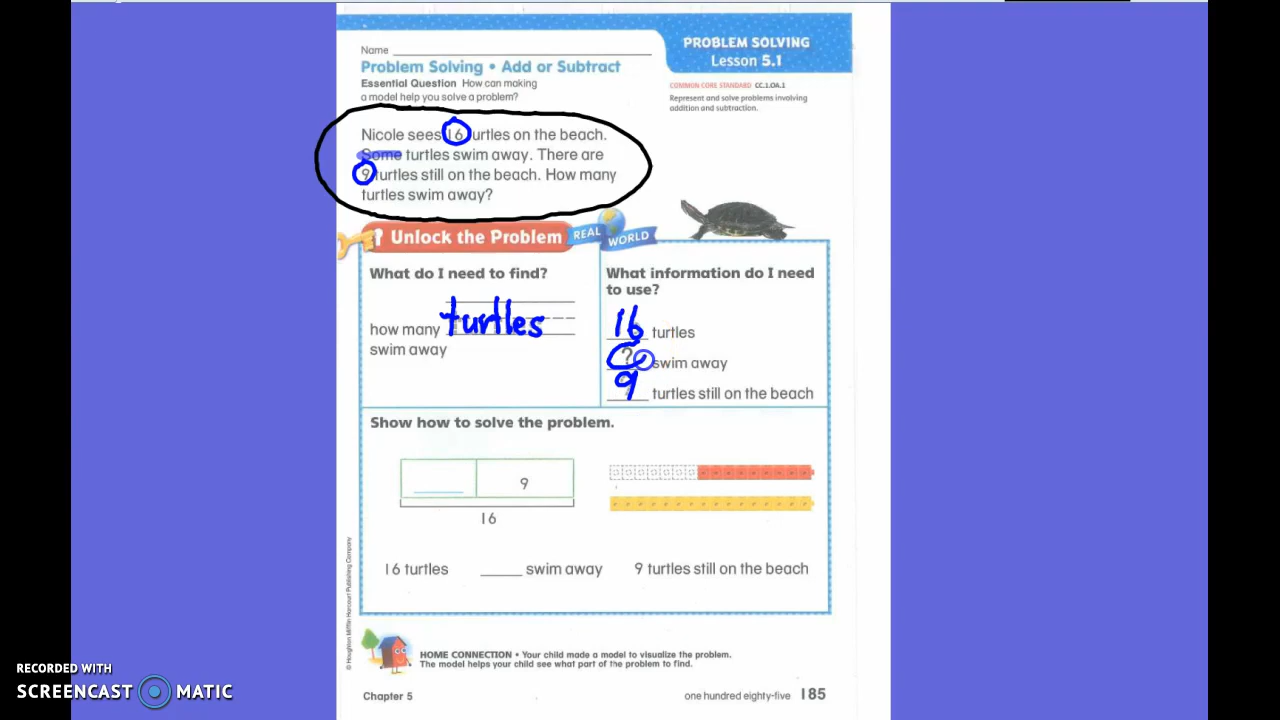 Name
PROBLEM SOLVING
Lesson 5.1
Problem Solving • Add or Subtract
Essential Question How can making
a model help you solve a problem?
COMMON CORE STANDARD CC.1.OA.1
Represent and solve problems involving
addition and subtraction.
Nicole sees 16 turtles on the beach.
Some turtles swim away. There are
9 turtles still on the beach. How many
turtles swim away?
Unlock the Problem
REAL WORLD
What do I need to find?
how many turtles
swim away
What information do I need
to use?
16 turtles
? swim away
9 turtles still on the beach
Show how to solve the problem.
9
16
16 turtles ____ swim away 9 turtles still on the beach
© Houghton Mifflin Harcourt Publishing Company
HOME CONNECTION • Your child made a model to visualize the problem.
The model helps your child see what part of the problem to find.
Chapter 5
one hundred eighty-five 185
RECORDED WITH
SCREENCAST MATIC